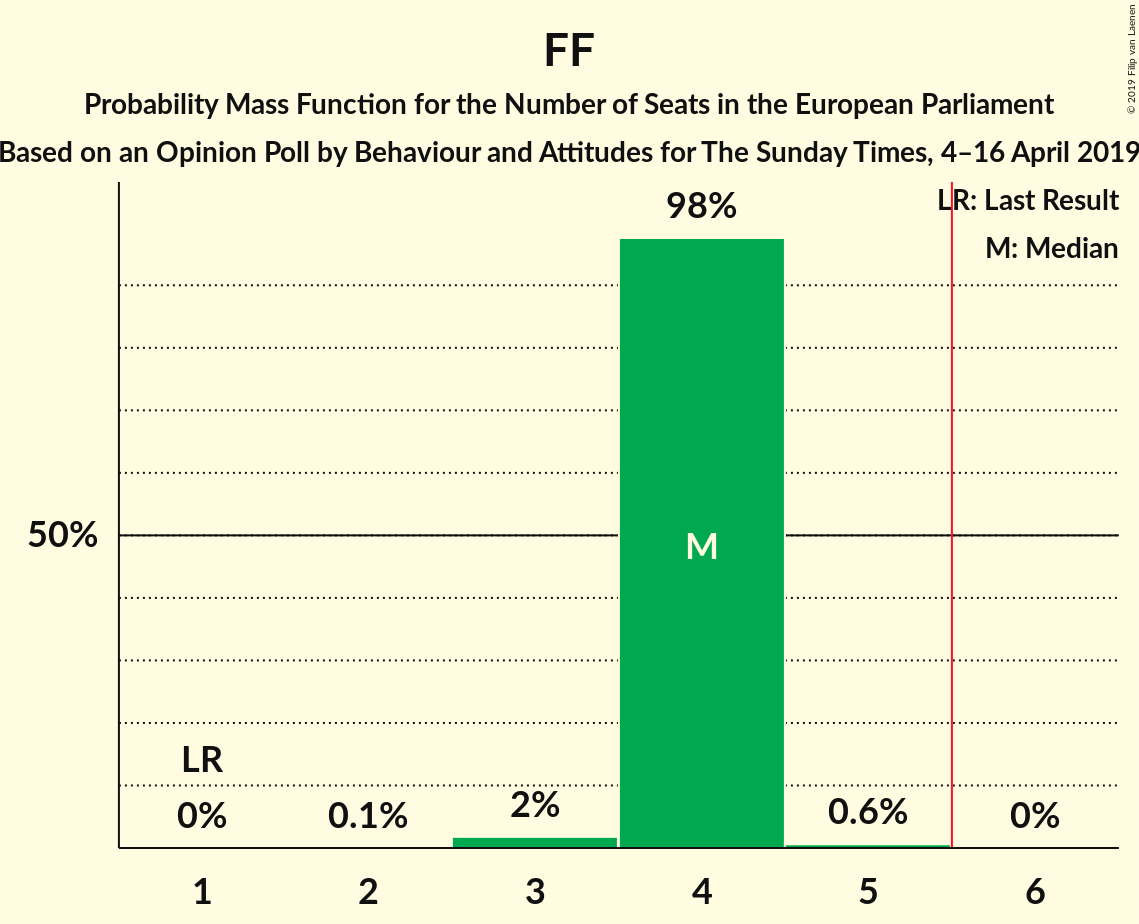 FF
Probability Mass Function for the Number of Seats in the European Parliament
Based on an Opinion Poll by Behaviour and Attitudes for The Sunday Times, 4–16 April 2019
© 2019 Filip van Laenen
LR: Last Result
M: Median
98%
50%
M
LR
0%
0.1%
2%
0.6%
0%
1 2 3 4 5 6